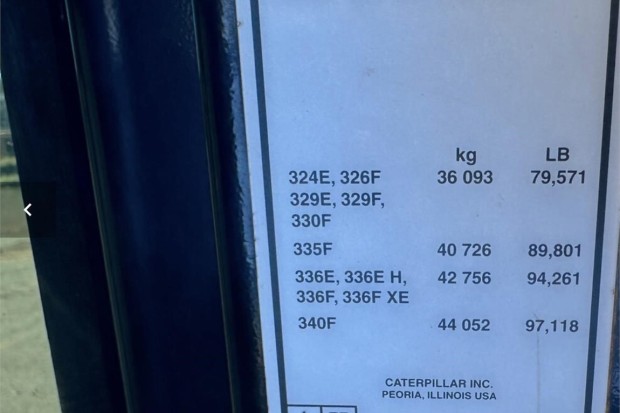 kg LB
324E, 326F 36 093 79,571
329E, 329F,
330F
335F 40 726 89,801
336E, 336E H, 42 756 94,261
336F, 336F XE
340F 44 052 97,118
CATERPILLAR INC.
PEORIA, ILLINOIS USA